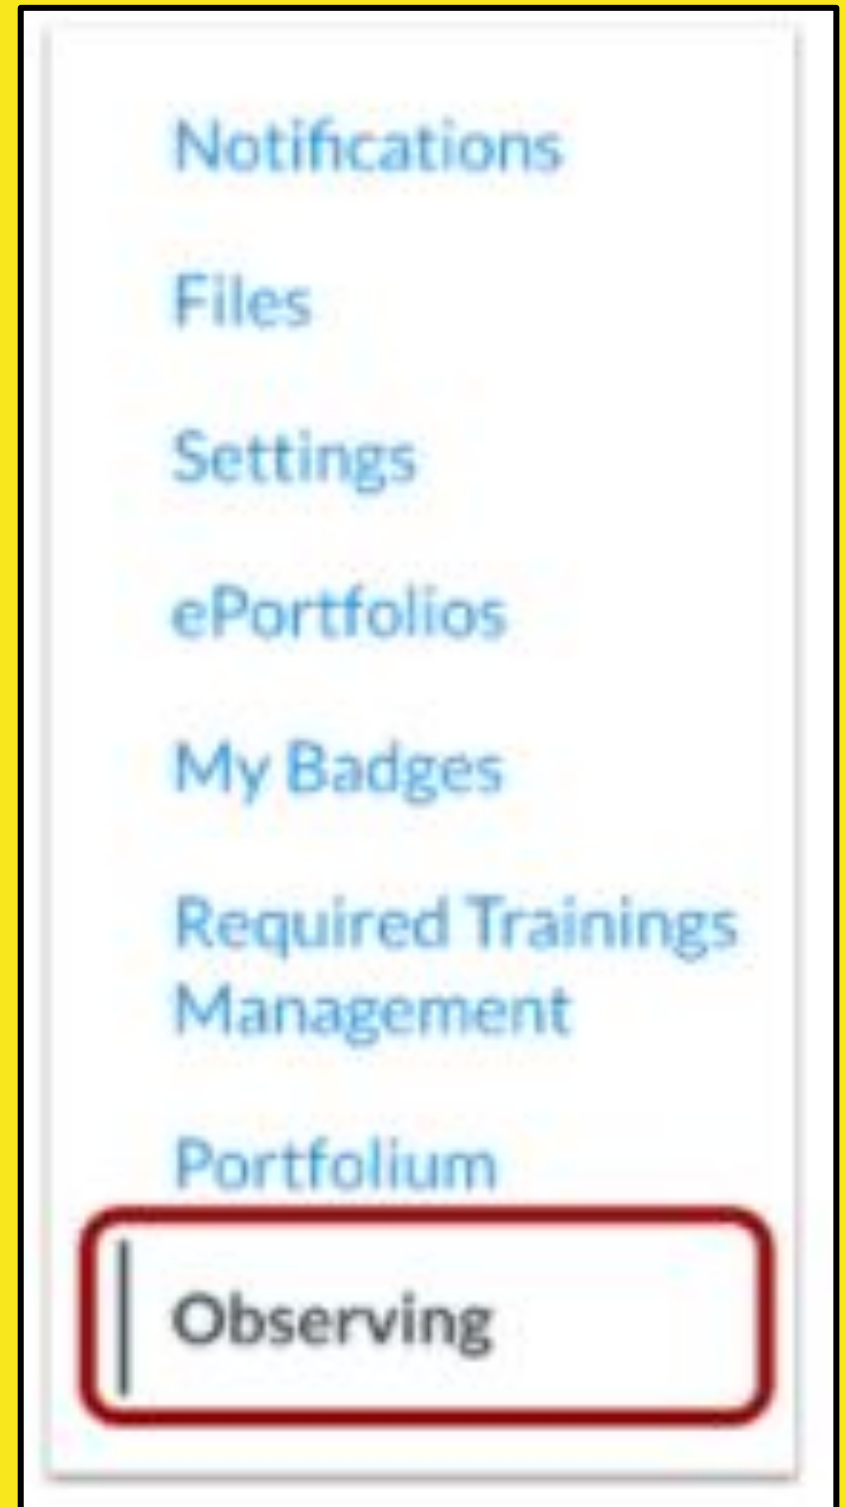 Notifications
Files
Settings
ePortfolios
My Badges
Required Trainings
Management
Portfolium
Observing